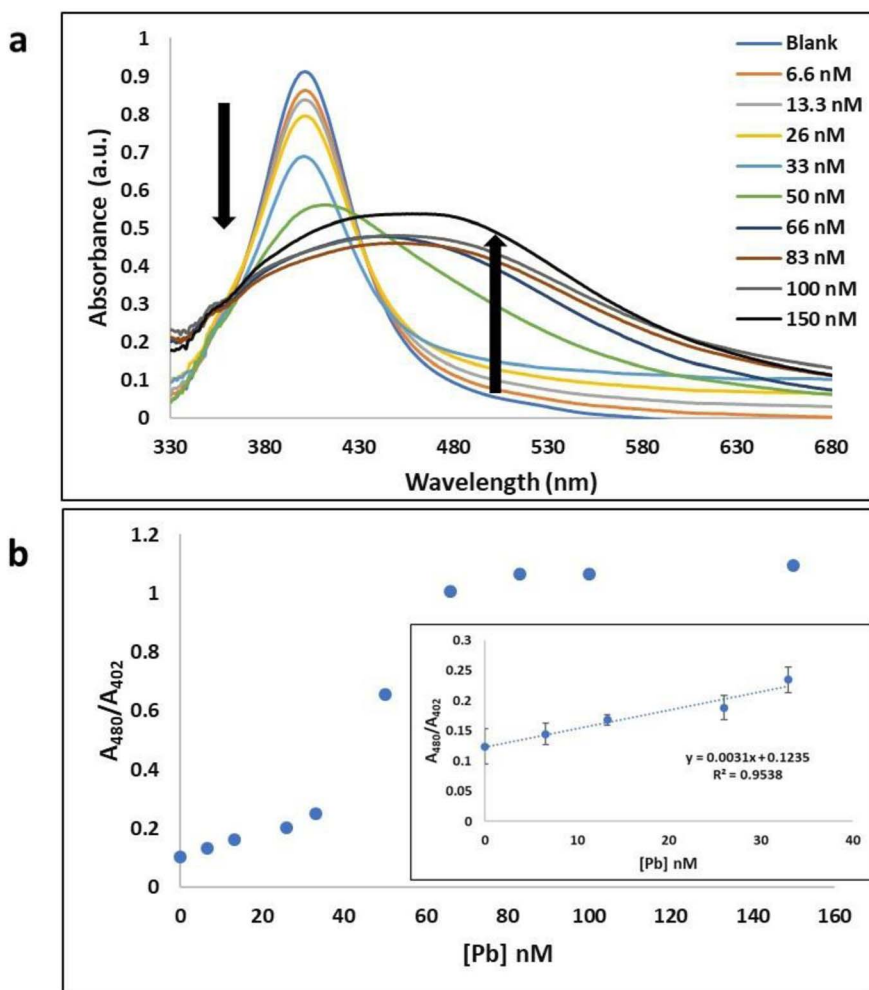 a
Absorbance (a.u.)
1
0.9
0.8
0.7
0.6
0.5
0.4
0.3
0.2
0.1
0
330 380 430 480 530 580 630 680
Wavelength (nm)
Blank
6.6 nM
13.3 nM
26 nM
33 nM
50 nM
66 nM
83 nM
100 nM
150 nM
b
A480/A402
1.2
1
0.8
0.6
0.4
0.2
0
0 20 40 60 80 100 120 140 160
[Pb] nM
A480/A402
0.3
0.25
0.2
0.15
0.1
0.05
0
0 10 20 30 40
[Pb] nM
y = 0.0031x + 0.1235
R² = 0.9538